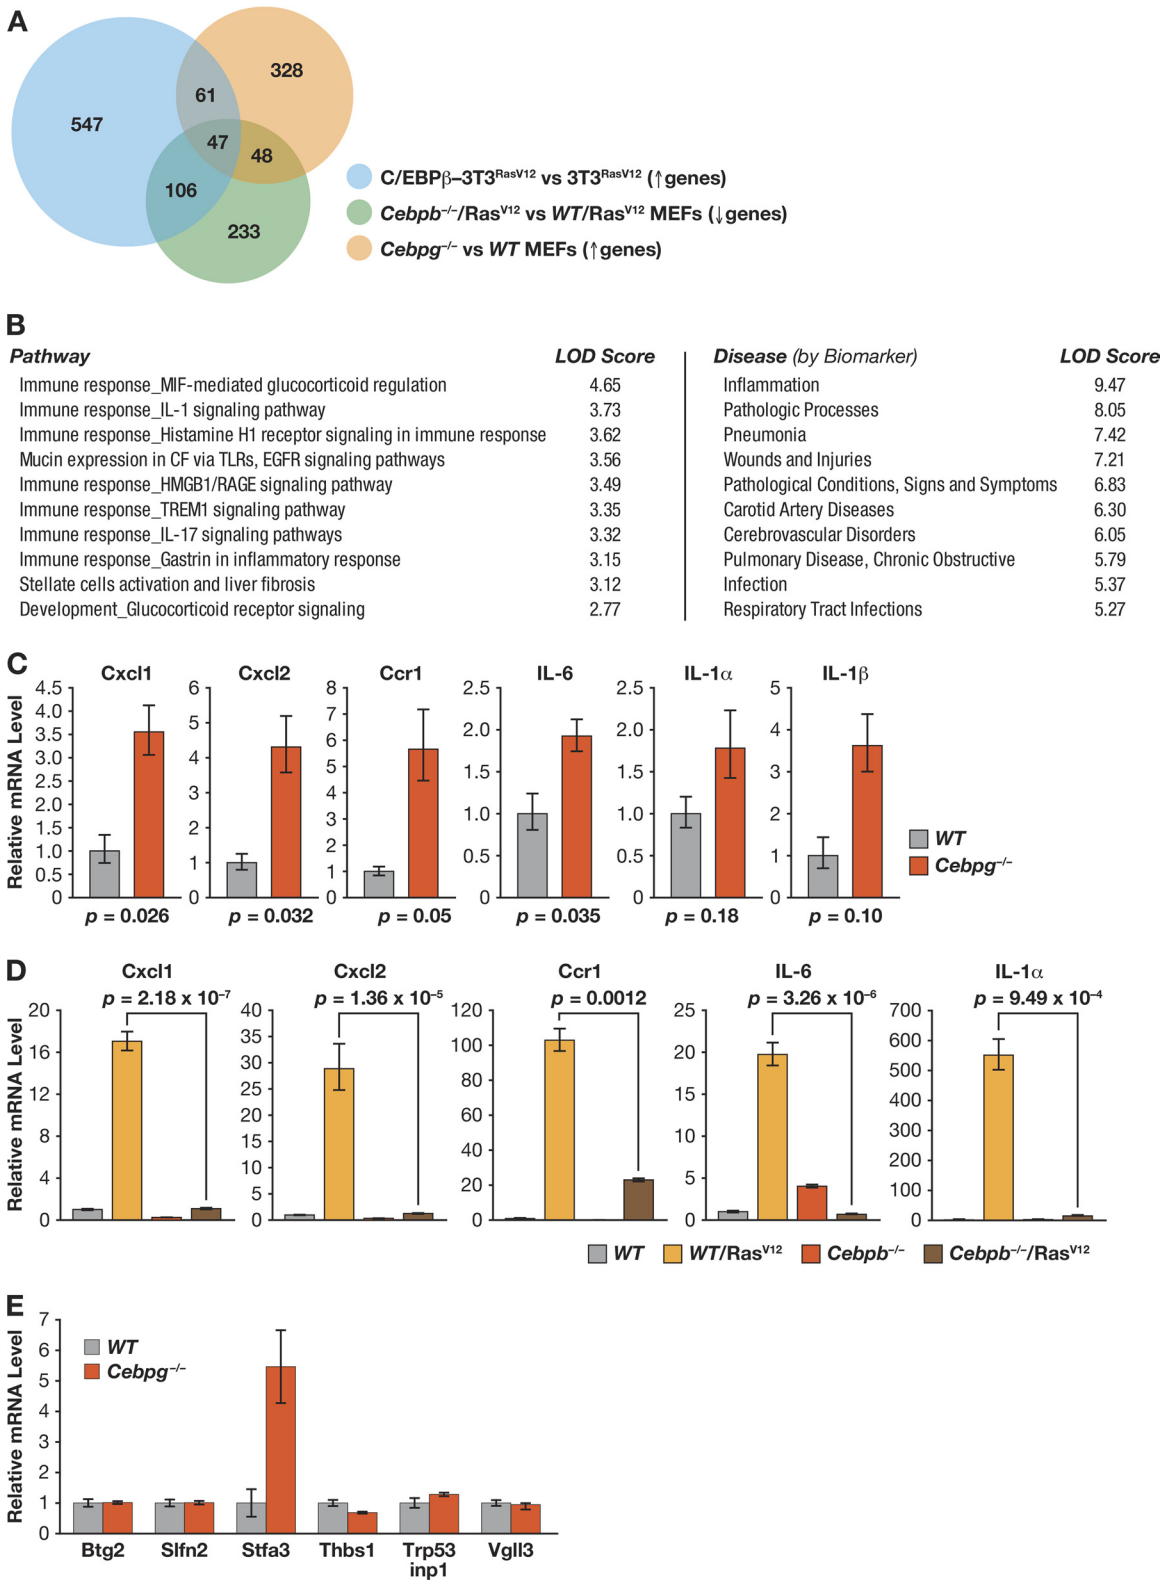 A
547
61
328
47
48
106
233
C/EBPβ–3T3RasV12 vs 3T3RasV12 (↑genes)
Cebpb–/–/RasV12 vs WT/RasV12 MEFs (↓genes)
Cebpg–/– vs WT MEFs (↑genes)
B
Pathway LOD Score
Immune response_MIF-mediated glucocorticoid regulation 4.65
Immune response_IL-1 signaling pathway 3.73
Immune response_Histamine H1 receptor signaling in immune response 3.62
Mucin expression in CF via TLRs, EGFR signaling pathways 3.56
Immune response_HMGB1/RAGE signaling pathway 3.49
Immune response_TREM1 signaling pathway 3.35
Immune response_IL-17 signaling pathways 3.32
Immune response_Gastrin in inflammatory response 3.15
Stellate cells activation and liver fibrosis 3.12
Development_Glucocorticoid receptor signaling 2.77
Disease (by Biomarker) LOD Score
Inflammation 9.47
Pathologic Processes 8.05
Pneumonia 7.42
Wounds and Injuries 7.21
Pathological Conditions, Signs and Symptoms 6.83
Carotid Artery Diseases 6.30
Cerebrovascular Disorders 6.05
Pulmonary Disease, Chronic Obstructive 5.79
Infection 5.37
Respiratory Tract Infections 5.27
C
Relative mRNA Level
Cxcl1
4.5
4.0
3.5
3.0
2.5
2.0
1.5
1.0
0.5
0
p = 0.026
Cxcl2
6
5
4
3
2
1
0
p = 0.032
Ccr1
8
7
6
5
4
3
2
1
0
p = 0.05
IL-6
2.5
2.0
1.5
1.0
0.5
0
p = 0.035
IL-1α
2.5
2.0
1.5
1.0
0.5
0
p = 0.18
IL-1β
5
4
3
2
1
0
p = 0.10
WT
Cebpg–/–
D
Relative mRNA Level
Cxcl1
p = 2.18 x 10–7
20
16
12
8
4
0
Cxcl2
p = 1.36 x 10–5
40
35
30
25
20
15
10
5
0
Ccr1
p = 0.0012
120
100
80
60
40
20
0
IL-6
p = 3.26 x 10–6
25
20
15
10
5
0
IL-1α
p = 9.49 x 10–4
700
600
500
400
300
200
100
0
WT WT/RasV12 Cebpb–/– Cebpb–/–/RasV12
E
Relative mRNA Level
7
6
5
4
3
2
1
0
WT
Cebpg–/–
Btg2 Slfn2 Stfa3 Thbs1 Trp53 Vgll3
inp1